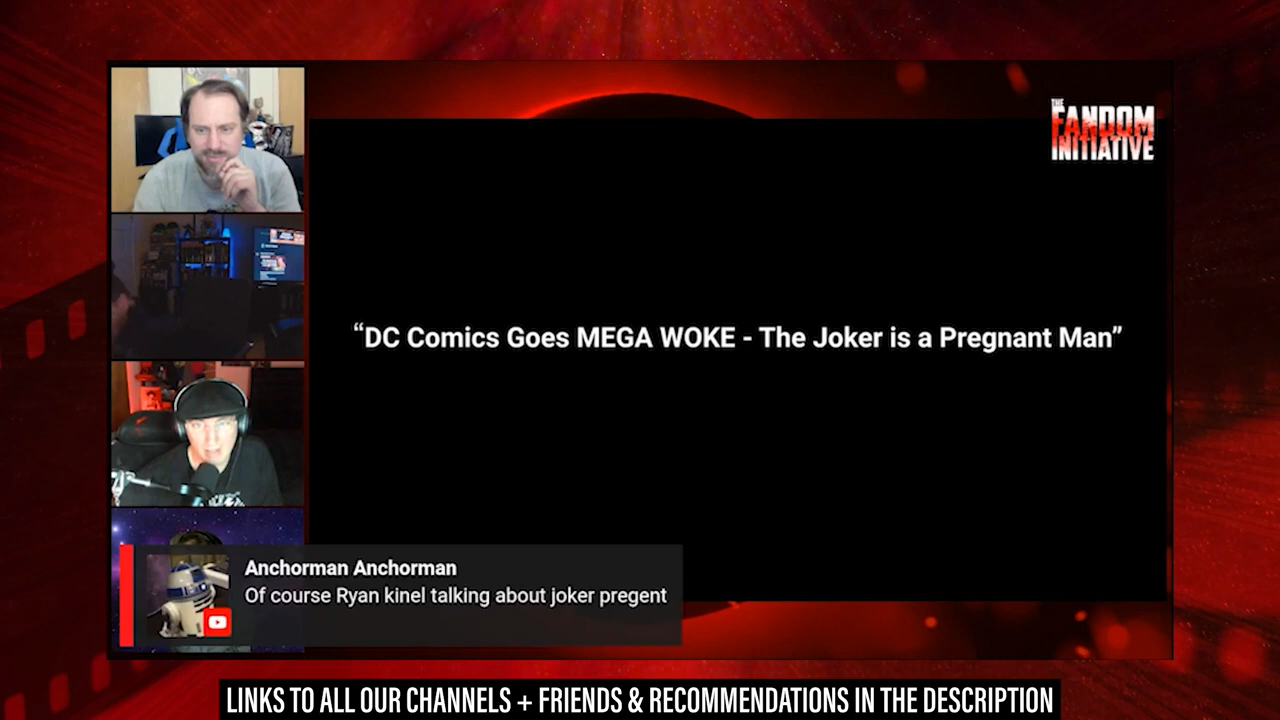 THE
FANDOM
INITIATIVE
“DC Comics Goes MEGA WOKE - The Joker is a Pregnant Man”
Anchorman Anchorman
Of course Ryan kinel talking about joker pregent
LINKS TO ALL OUR CHANNELS + FRIENDS & RECOMMENDATIONS IN THE DESCRIPTION